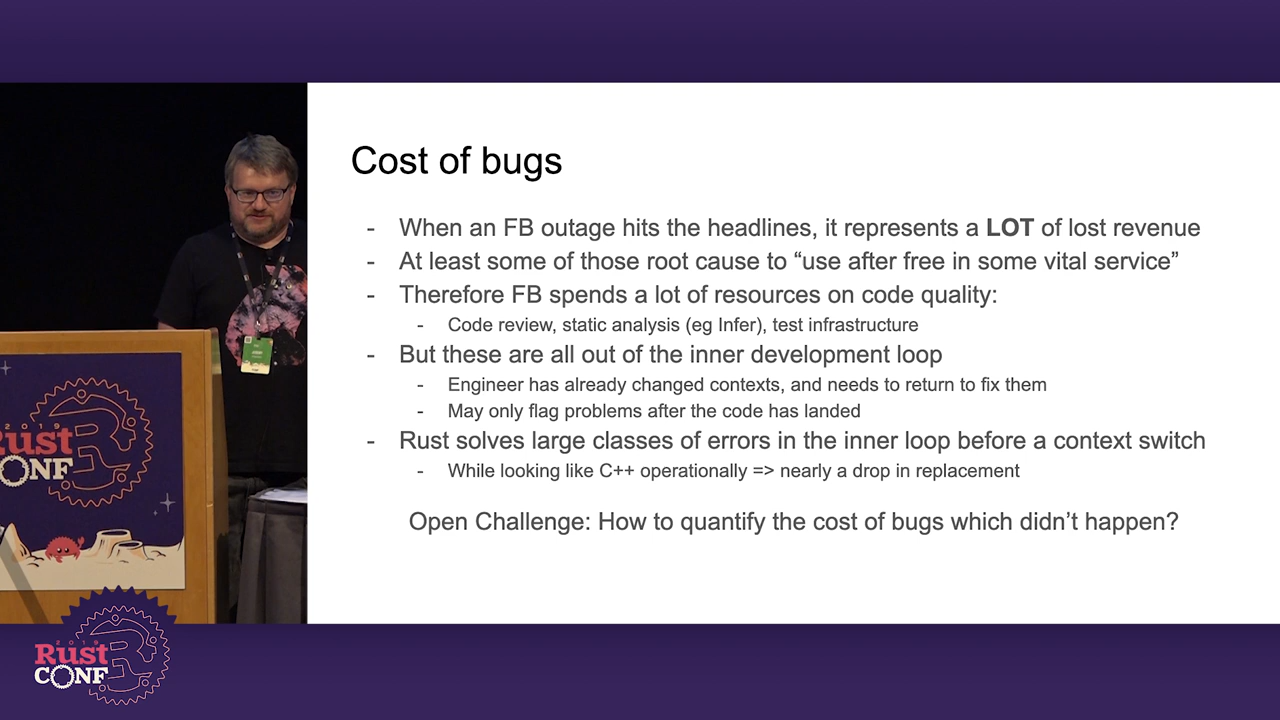 Cost of bugs
- When an FB outage hits the headlines, it represents a LOT of lost revenue
- At least some of those root cause to “use after free in some vital service”
- Therefore FB spends a lot of resources on code quality:
- Code review, static analysis (eg Infer), test infrastructure
- But these are all out of the inner development loop
- Engineer has already changed contexts, and needs to return to fix them
- May only flag problems after the code has landed
- Rust solves large classes of errors in the inner loop before a context switch
- While looking like C++ operationally => nearly a drop in replacement
Open Challenge: How to quantify the cost of bugs which didn’t happen?
2019
Rust
CONF
2019
Rust
CONF